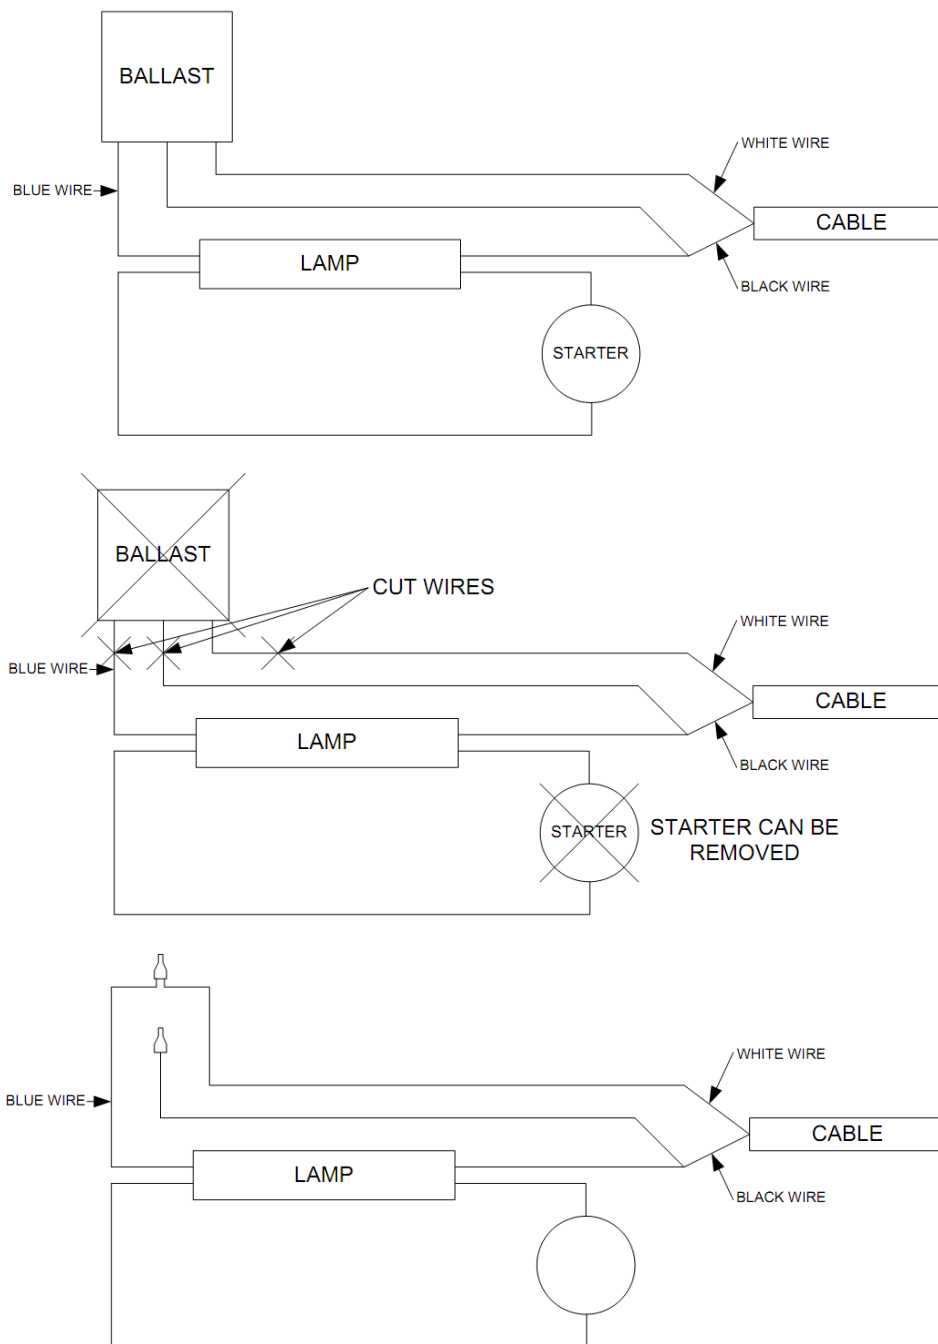 BALLAST
WHITE WIRE
BLUE WIRE
CABLE
LAMP
BLACK WIRE
STARTER
BALLAST
CUT WIRES
WHITE WIRE
BLUE WIRE
CABLE
LAMP
BLACK WIRE
STARTER
STARTER CAN BE
REMOVED
WHITE WIRE
BLUE WIRE
CABLE
LAMP
BLACK WIRE